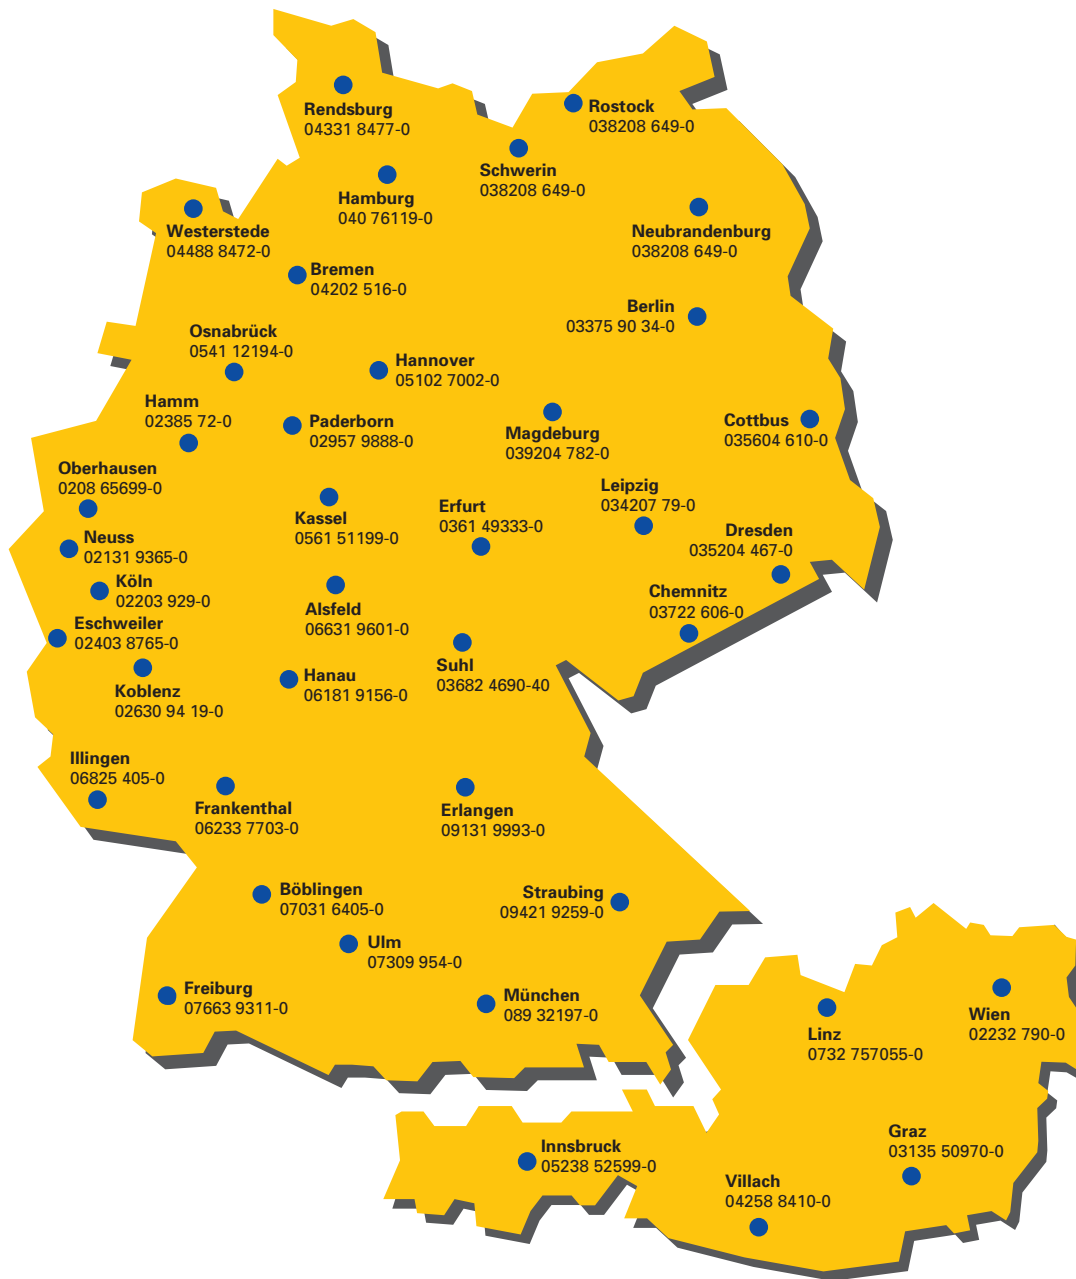 Rendsburg
04331 8477-0
Rostock
038208 649-0
Schwerin
038208 649-0
Hamburg
040 76119-0
Westerstede
04488 8472-0
Neubrandenburg
038208 649-0
Bremen
04202 516-0
Berlin
03375 90 34-0
Osnabrück
0541 12194-0
Hannover
05102 7002-0
Hamm
02385 72-0
Paderborn
02957 9888-0
Magdeburg
039204 782-0
Cottbus
035604 610-0
Oberhausen
0208 65699-0
Leipzig
034207 79-0
Kassel
0561 51199-0
Erfurt
0361 49333-0
Dresden
035204 467-0
Neuss
02131 9365-0
Köln
02203 929-0
Alsfeld
06631 9601-0
Chemnitz
03722 606-0
Eschweiler
02403 8765-0
Suhl
03682 4690-40
Hanau
06181 9156-0
Koblenz
02630 94 19-0
Illingen
06825 405-0
Frankenthal
06233 7703-0
Erlangen
09131 9993-0
Böblingen
07031 6405-0
Straubing
09421 9259-0
Ulm
07309 954-0
Freiburg
07663 9311-0
München
089 32197-0
Linz
0732 757055-0
Wien
02232 790-0
Innsbruck
05238 52599-0
Graz
03135 50970-0
Villach
04258 8410-0